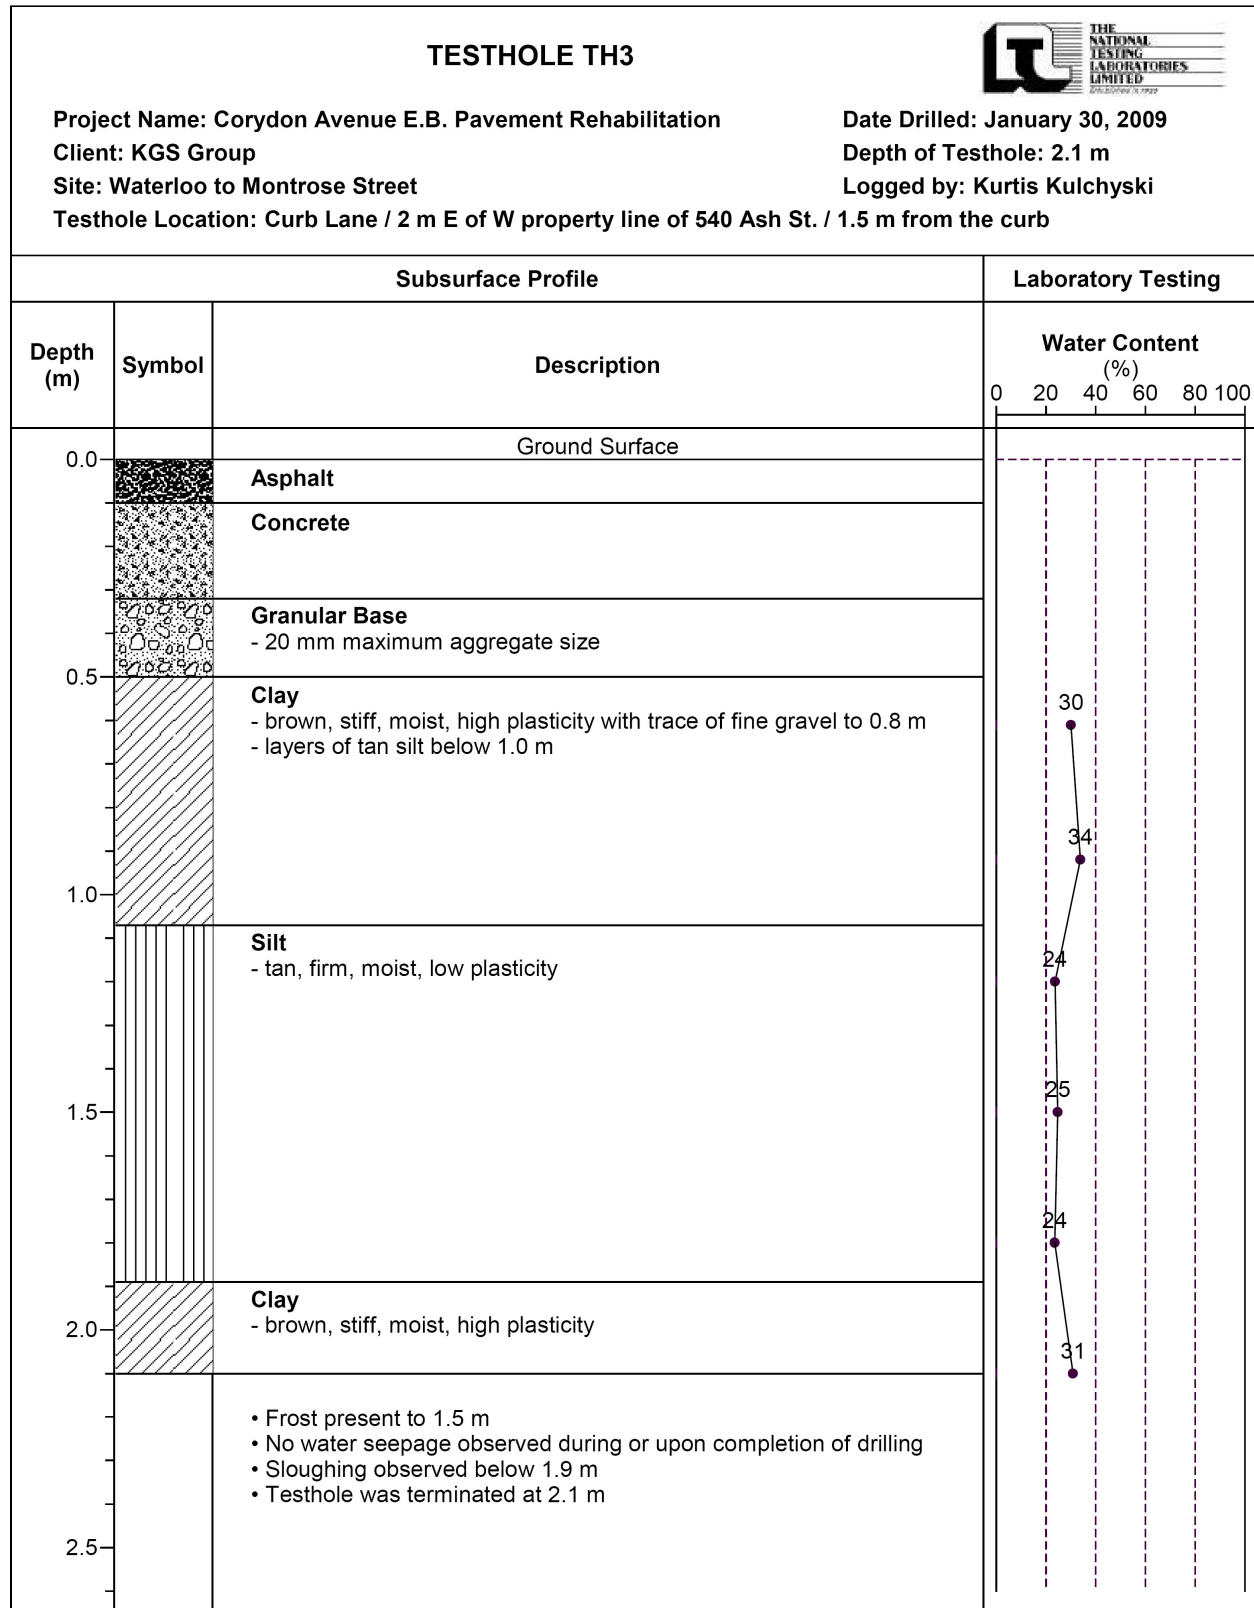 TESTHOLE TH3
THE
NATIONAL
TESTING
LABORATORIES
LIMITED
Established in 1923
Project Name: Corydon Avenue E.B. Pavement Rehabilitation
Date Drilled: January 30, 2009
Client: KGS Group
Depth of Testhole: 2.1 m
Site: Waterloo to Montrose Street
Logged by: Kurtis Kulchyski
Testhole Location: Curb Lane / 2 m E of W property line of 540 Ash St. / 1.5 m from the curb
Subsurface Profile
Laboratory Testing
Depth
(m)
Symbol
Description
Water Content
(%)
0 20 40 60 80 100
Ground Surface
0.0
Asphalt
Concrete
Granular Base
- 20 mm maximum aggregate size
0.5
Clay
- brown, stiff, moist, high plasticity with trace of fine gravel to 0.8 m
- layers of tan silt below 1.0 m
30
34
1.0
Silt
- tan, firm, moist, low plasticity
24
25
1.5
24
Clay
- brown, stiff, moist, high plasticity
2.0
31
• Frost present to 1.5 m
• No water seepage observed during or upon completion of drilling
• Sloughing observed below 1.9 m
• Testhole was terminated at 2.1 m
2.5